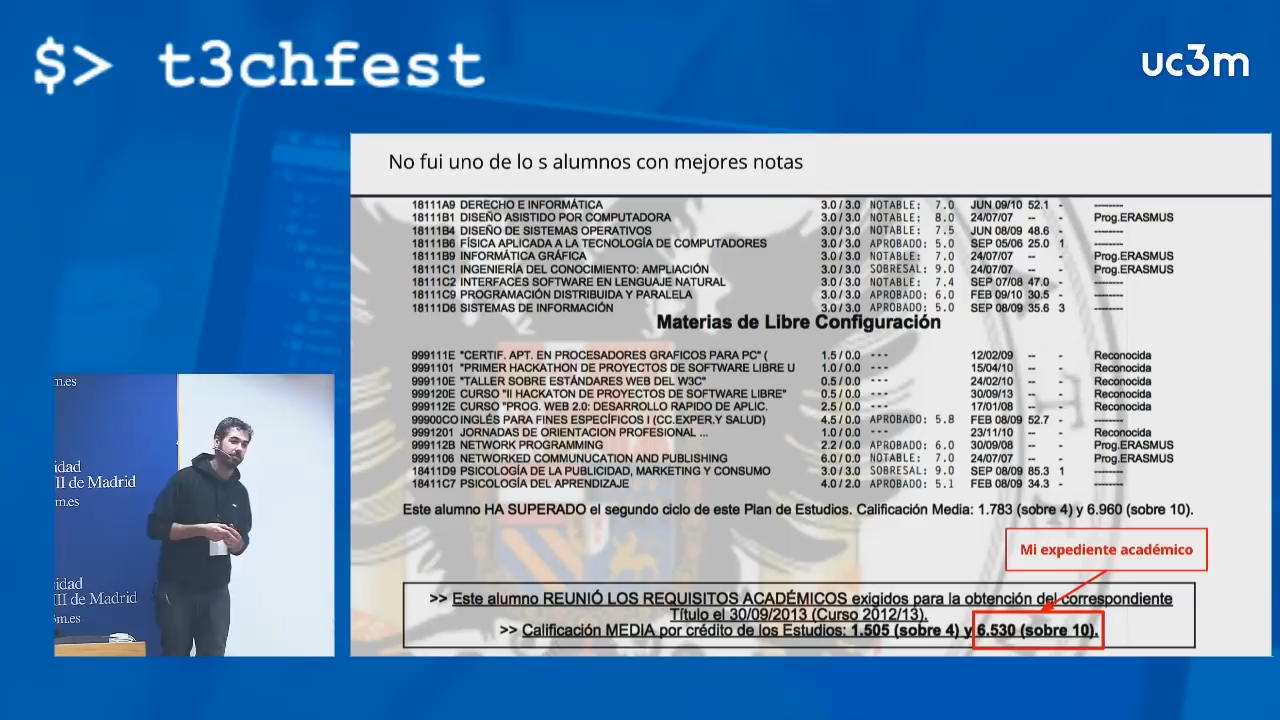 $> t3chfest
uc3m
No fui uno de lo s alumnos con mejores notas
18111A9 DERECHO E INFORMÁTICA 3.0 / 3.0 NOTABLE: 7.0 JUN 09/10 52.1 - --------
18111B1 DISEÑO ASISTIDO POR COMPUTADORA 3.0 / 3.0 NOTABLE: 8.0 24/07/07 -- - Prog.ERASMUS
18111B4 DISEÑO DE SISTEMAS OPERATIVOS 3.0 / 3.0 NOTABLE: 7.5 JUN 08/09 48.6 - --------
18111B6 FÍSICA APLICADA A LA TECNOLOGÍA DE COMPUTADORES 3.0 / 3.0 APROBADO: 5.0 SEP 05/06 25.0 1 --------
18111B9 INFORMÁTICA GRÁFICA 3.0 / 3.0 NOTABLE: 7.0 24/07/07 -- - Prog.ERASMUS
18111C1 INGENIERÍA DEL CONOCIMIENTO: AMPLIACIÓN 3.0 / 3.0 SOBRESAL: 9.0 24/07/07 -- - Prog.ERASMUS
18111C2 INTERFACES SOFTWARE EN LENGUAJE NATURAL 3.0 / 3.0 NOTABLE: 7.4 SEP 07/08 47.0 - --------
18111C9 PROGRAMACIÓN DISTRIBUIDA Y PARALELA 3.0 / 3.0 APROBADO: 6.0 FEB 09/10 30.5 - --------
18111D6 SISTEMAS DE INFORMACIÓN 3.0 / 3.0 APROBADO: 5.0 SEP 08/09 35.6 3 --------
Materias de Libre Configuración
999111E "CERTIF. APT. EN PROCESADORES GRAFICOS PARA PC" ( 1.5 / 0.0 --- 12/02/09 -- - Reconocida
9991101 "PRIMER HACKATHON DE PROYECTOS DE SOFTWARE LIBRE U 1.0 / 0.0 --- 15/04/10 -- - Reconocida
999110E "TALLER SOBRE ESTÁNDARES WEB DEL W3C" 0.5 / 0.0 --- 24/02/10 -- - Reconocida
999120E CURSO "II HACKATON DE PROYECTOS DE SOFTWARE LIBRE" 0.5 / 0.0 --- 30/09/13 -- - Reconocida
999112E CURSO "PROG. WEB 2.0: DESARROLLO RAPIDO DE APLIC. 2.5 / 0.0 --- 17/01/08 -- - Reconocida
99900CO INGLÉS PARA FINES ESPECÍFICOS I (CC.EXPER.Y SALUD) 4.5 / 0.0 APROBADO: 5.8 FEB 08/09 52.7 - --------
9991201 JORNADAS DE ORIENTACION PROFESIONAL ... 1.0 / 0.0 --- 23/11/10 -- - Reconocida
999112B NETWORK PROGRAMMING 2.2 / 0.0 APROBADO: 6.0 30/09/08 -- - Prog.ERASMUS
9991106 NETWORKED COMMUNUCATION AND PUBLISHING 6.0 / 0.0 NOTABLE: 7.0 24/07/07 -- - Prog.ERASMUS
18411D9 PSICOLOGÍA DE LA PUBLICIDAD, MARKETING Y CONSUMO 3.0 / 3.0 SOBRESAL: 9.0 SEP 08/09 85.3 1 --------
18411C7 PSICOLOGÍA DEL APRENDIZAJE 4.0 / 2.0 APROBADO: 5.1 FEB 08/09 34.3 - --------
Este alumno HA SUPERADO el segundo ciclo de este Plan de Estudios. Calificación Media: 1.783 (sobre 4) y 6.960 (sobre 10).
Mi expediente académico
>> Este alumno REUNIÓ LOS REQUISITOS ACADÉMICOS exigidos para la obtención del correspondiente
Título el 30/09/2013 (Curso 2012/13).
>> Calificación MEDIA por crédito de los Estudios: 1.505 (sobre 4) y 6.530 (sobre 10).
m.es
idad
II de Madrid
m.es
idad
III de Madrid
m.es